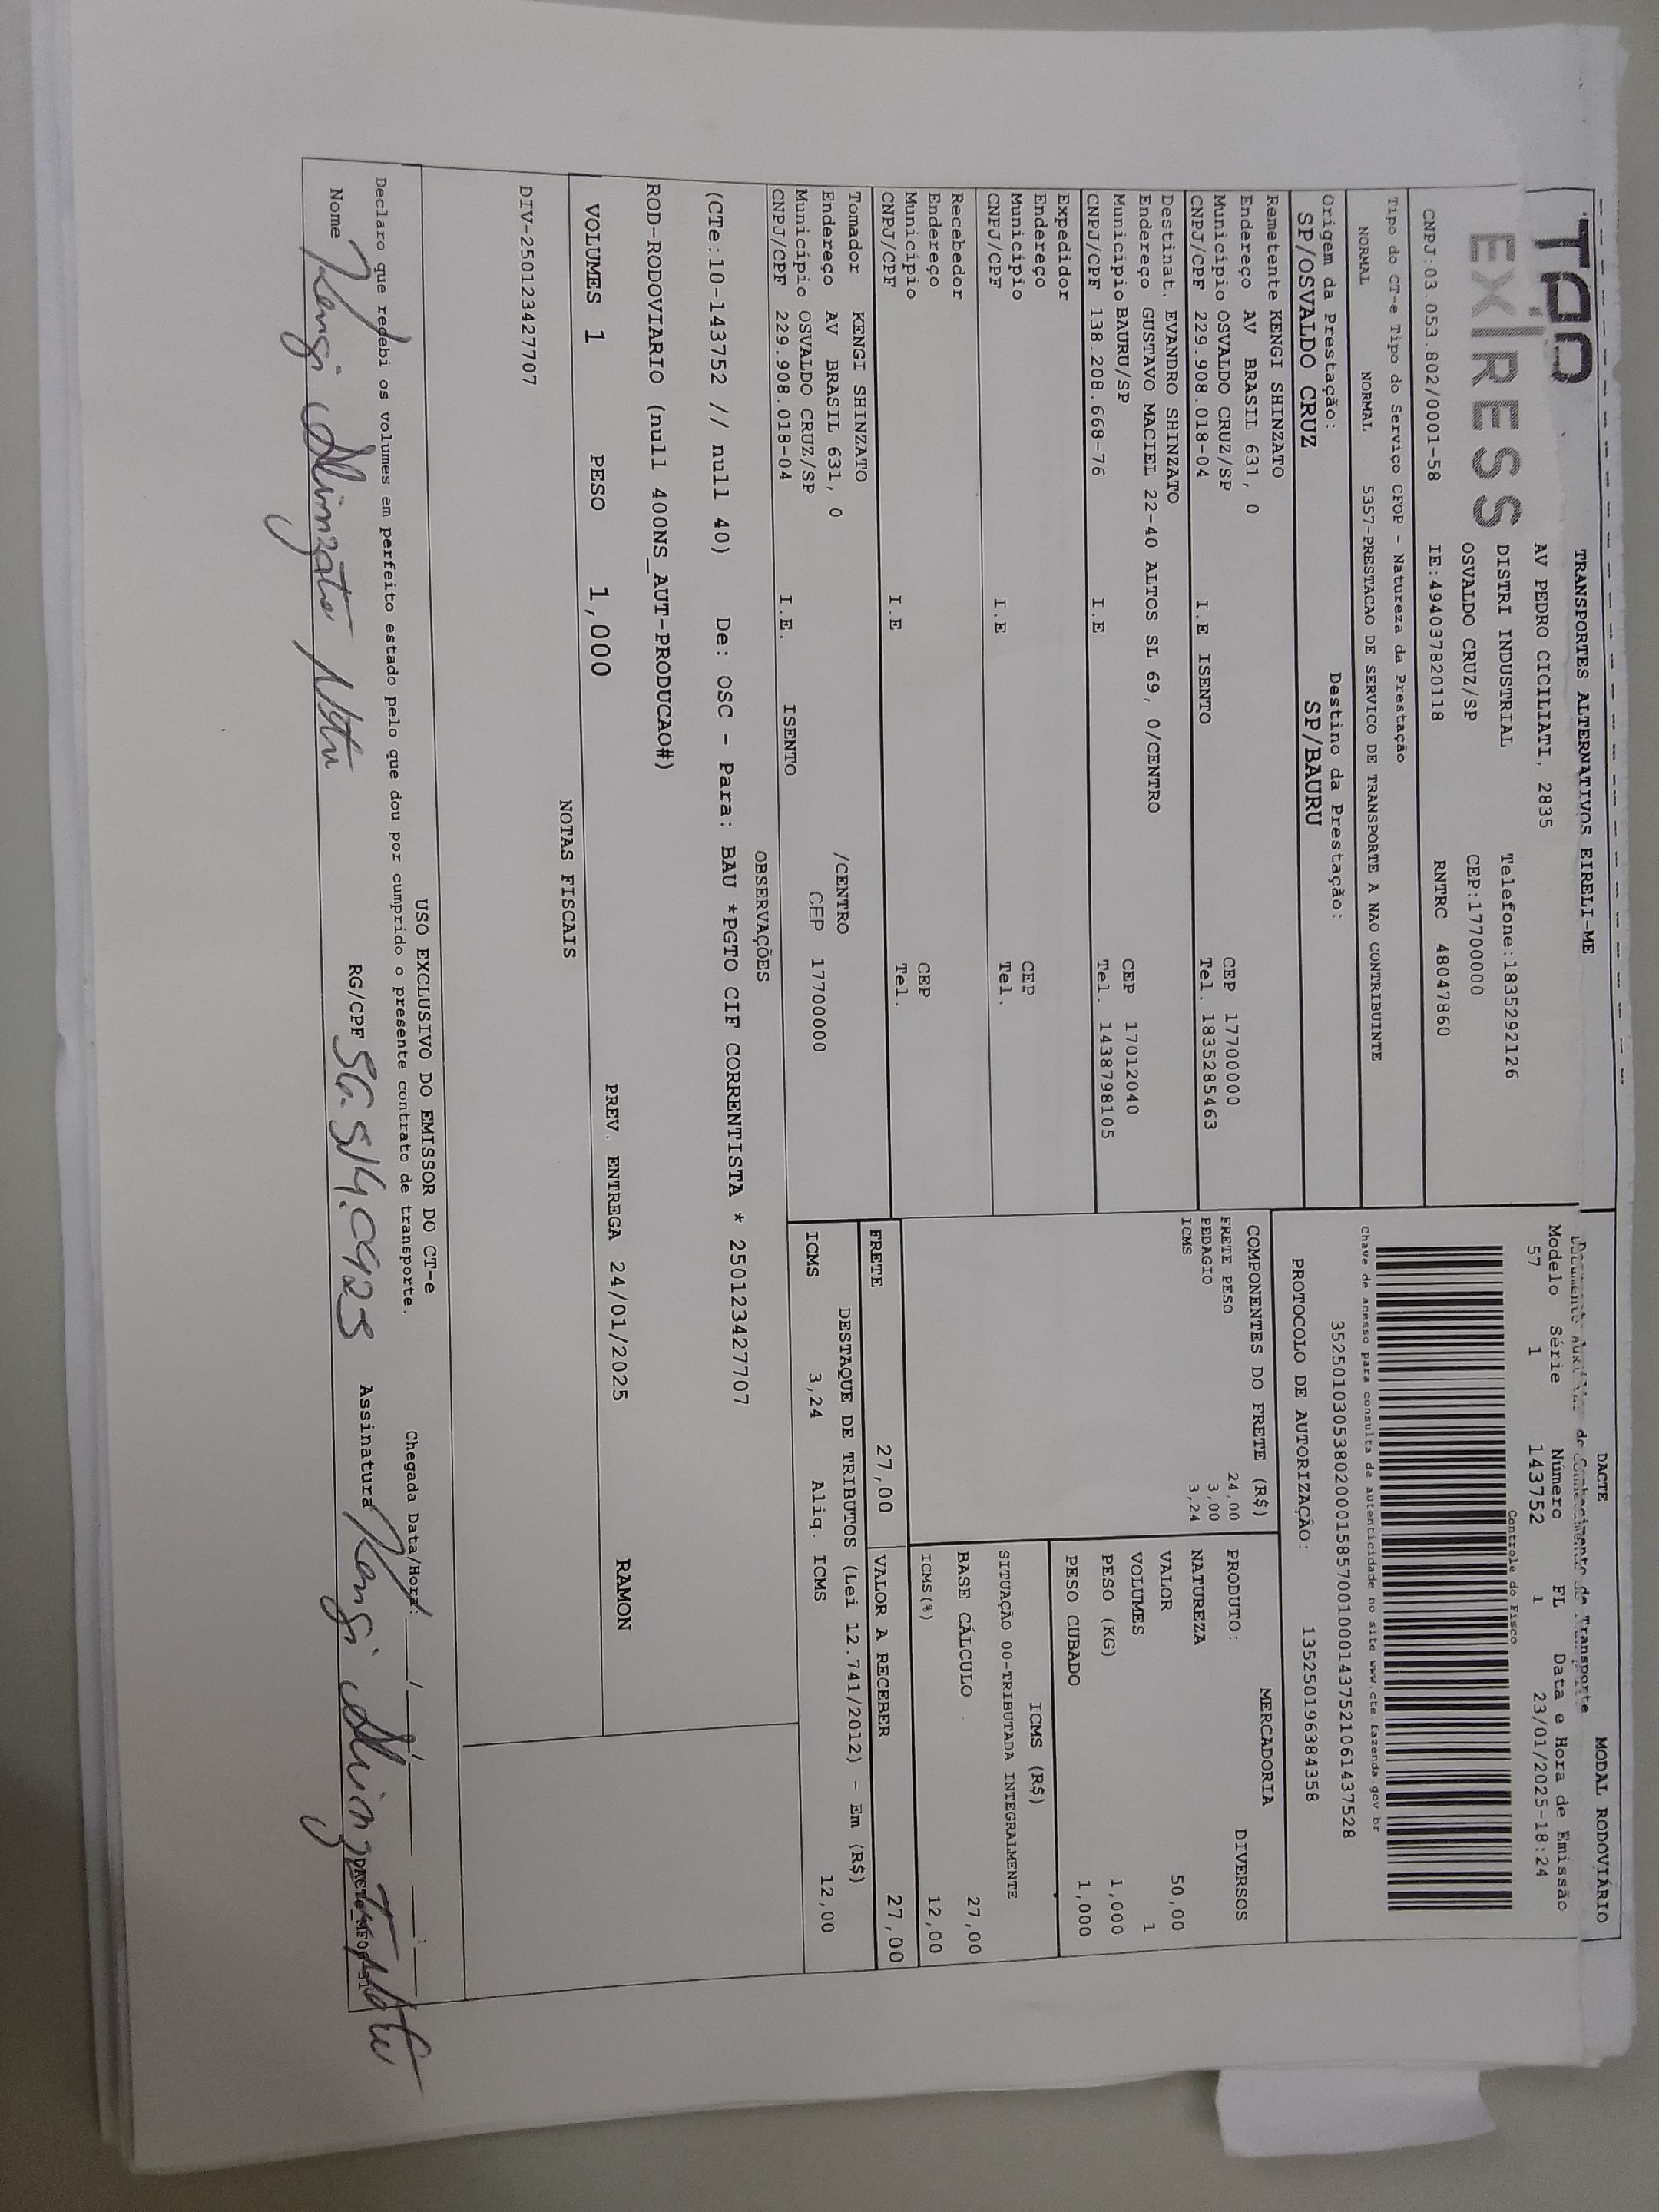 TRANSPORTES ALTERNATIVOS EIRELI-ME
AV PEDRO CICILIATI, 2835
DISTRI INDUSTRIAL Telefone:1835292126
OSVALDO CRUZ/SP CEP:17700000
CNPJ:03.053.802/0001-58 IE:494037820118 RNTRC 48047860
DACTE MODAL RODOVIÁRIO
Documento Auxiliar de Conhecimento de Transporte
Modelo Série Número FL Data e Hora de Emissão
57 1 143752 1 23/01/2025-18:24
Controle do Fisco
Chave de acesso para consulta de autenticidade no site www.cte.fazenda.gov.br
35250103053802000158570010001437521061437528
PROTOCOLO DE AUTORIZAÇÃO: 135250196384358
Tipo do CT-e Tipo do Serviço CFOP - Natureza da Prestação
NORMAL NORMAL 5357-PRESTACAO DE SERVICO DE TRANSPORTE A NAO CONTRIBUINTE
Origem da Prestação: Destino da Prestação:
SP/OSVALDO CRUZ SP/BAURU
Remetente KENGI SHINZATO
Endereço AV BRASIL 631, 0 CEP 17700000
Município OSVALDO CRUZ/SP Tel. 1835285463
CNPJ/CPF 229.908.018-04 I.E ISENTO
Destinat. EVANDRO SHINZATO
Endereço GUSTAVO MACIEL 22-40 ALTOS SL 69, 0/CENTRO
Município BAURU/SP CEP 17012040
CNPJ/CPF 138.208.668-76 I.E Tel. 1438798105
Expedidor
Endereço
Município CEP
CNPJ/CPF I.E Tel.
Recebedor
Endereço
Município CEP
CNPJ/CPF I.E Tel.
Tomador KENGI SHINZATO
Endereço AV BRASIL 631, 0 /CENTRO
Município OSVALDO CRUZ/SP CEP 17700000
CNPJ/CPF 229.908.018-04 I.E. ISENTO
COMPONENTES DO FRETE (R$)
FRETE PESO 24,00
PEDAGIO 3,00
ICMS 3,24
MERCADORIA
PRODUTO: DIVERSOS
NATUREZA
VALOR 50,00
VOLUMES 1
PESO (KG) 1,000
PESO CUBADO 1,000
ICMS (R$)
SITUAÇÃO 00-TRIBUTADA INTEGRALMENTE
BASE CÁLCULO 27,00
ICMS(%) 12,00
FRETE 27,00 VALOR A RECEBER 27,00
DESTAQUE DE TRIBUTOS (Lei 12.741/2012) - Em (R$)
ICMS 3,24 Aliq. ICMS 12,00
OBSERVAÇÕES
(CTe:10-143752 // null 40) De: OSC - Para: BAU *PGTO CIF CORRENTISTA * 250123427707
ROD-RODOVIARIO (null 400NS_AUT-PRODUCAO#)
VOLUMES 1 PESO 1,000 PREV. ENTREGA 24/01/2025 RAMON
NOTAS FISCAIS
DIV-250123427707
USO EXCLUSIVO DO EMISSOR DO CT-e
Declaro que recebi os volumes em perfeito estado pelo que dou por cumprido o presente contrato de transporte. Chegada Data/Hora: __/__/__ __:__
Nome Kengi Shinzato RG/CPF Assinatura Kengi Shinzato